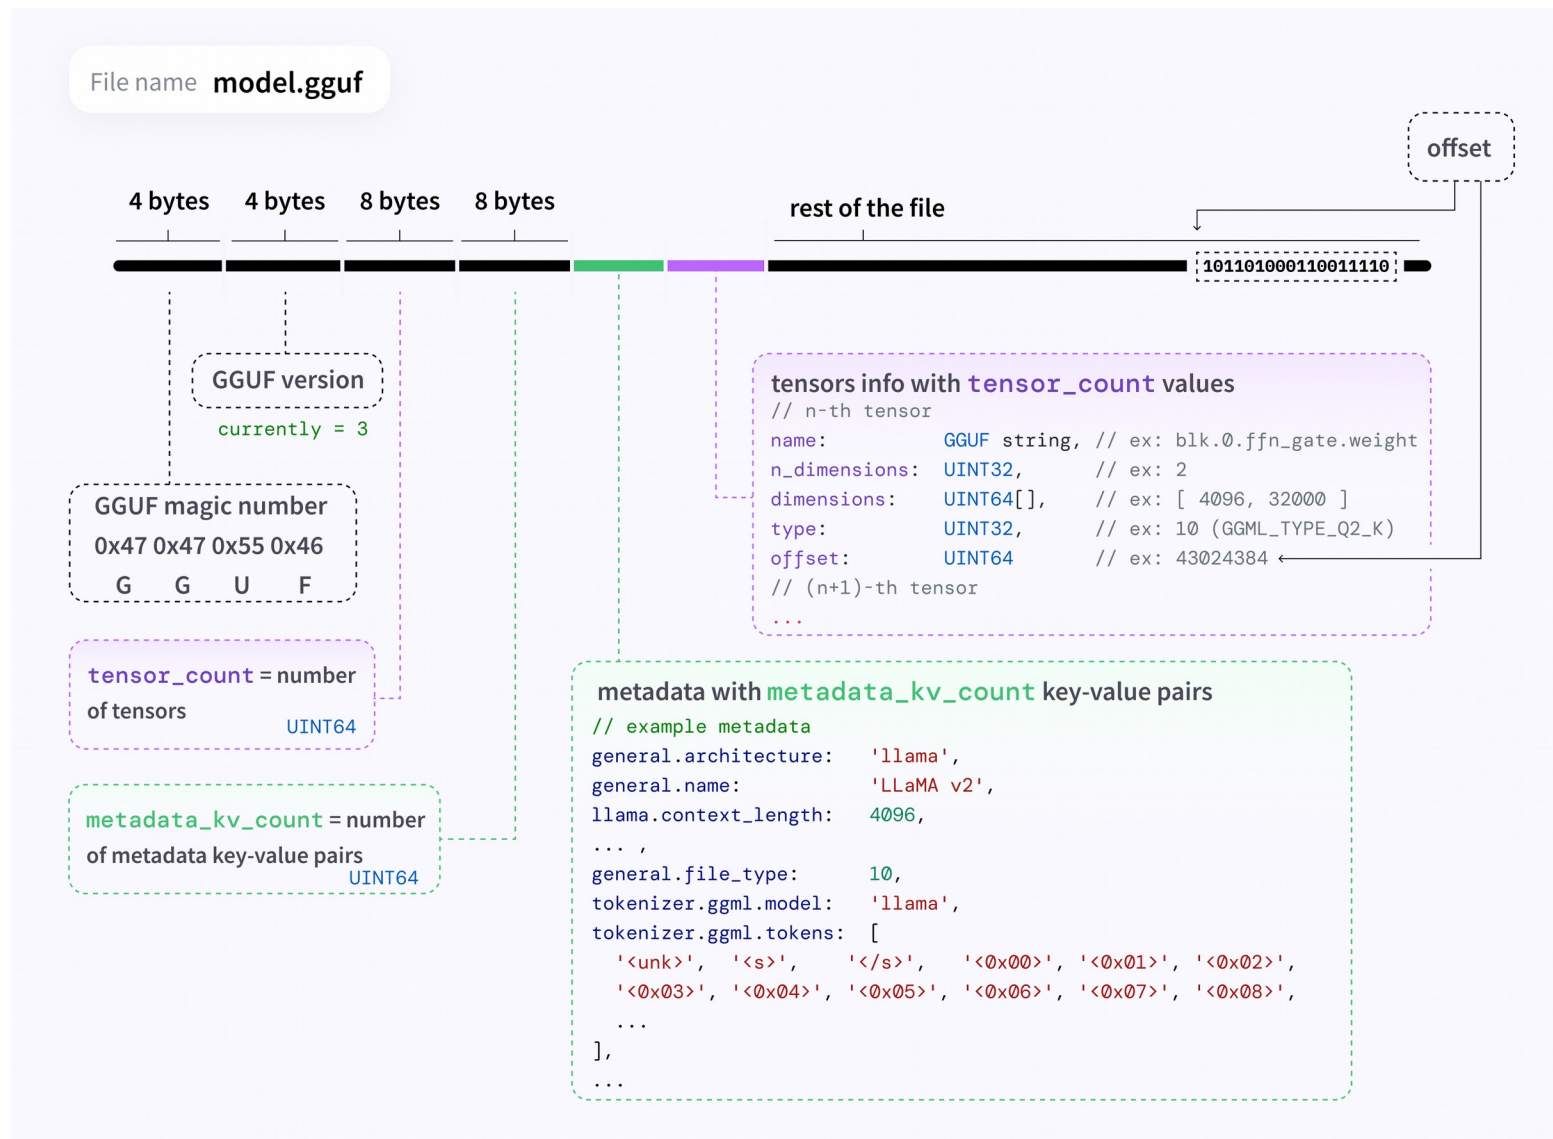 File name model.gguf
offset
4 bytes 4 bytes 8 bytes 8 bytes
rest of the file
101101000110011110
GGUF version
currently = 3
GGUF magic number
0x47 0x47 0x55 0x46
G G U F
tensor_count = number
of tensors
UINT64
metadata_kv_count = number
of metadata key-value pairs
UINT64
tensors info with tensor_count values
// n-th tensor
name: GGUF string, // ex: blk.0.ffn_gate.weight
n_dimensions: UINT32, // ex: 2
dimensions: UINT64[], // ex: [ 4096, 32000 ]
type: UINT32, // ex: 10 (GGML_TYPE_Q2_K)
offset: UINT64 // ex: 43024384
// (n+1)-th tensor
...
metadata with metadata_kv_count key-value pairs
// example metadata
general.architecture: 'llama',
general.name: 'LLaMA v2',
llama.context_length: 4096,
... ,
general.file_type: 10,
tokenizer.ggml.model: 'llama',
tokenizer.ggml.tokens: [
'<unk>', '<s>', '</s>', '<0x00>', '<0x01>', '<0x02>',
'<0x03>', '<0x04>', '<0x05>', '<0x06>', '<0x07>', '<0x08>',
...
],
...